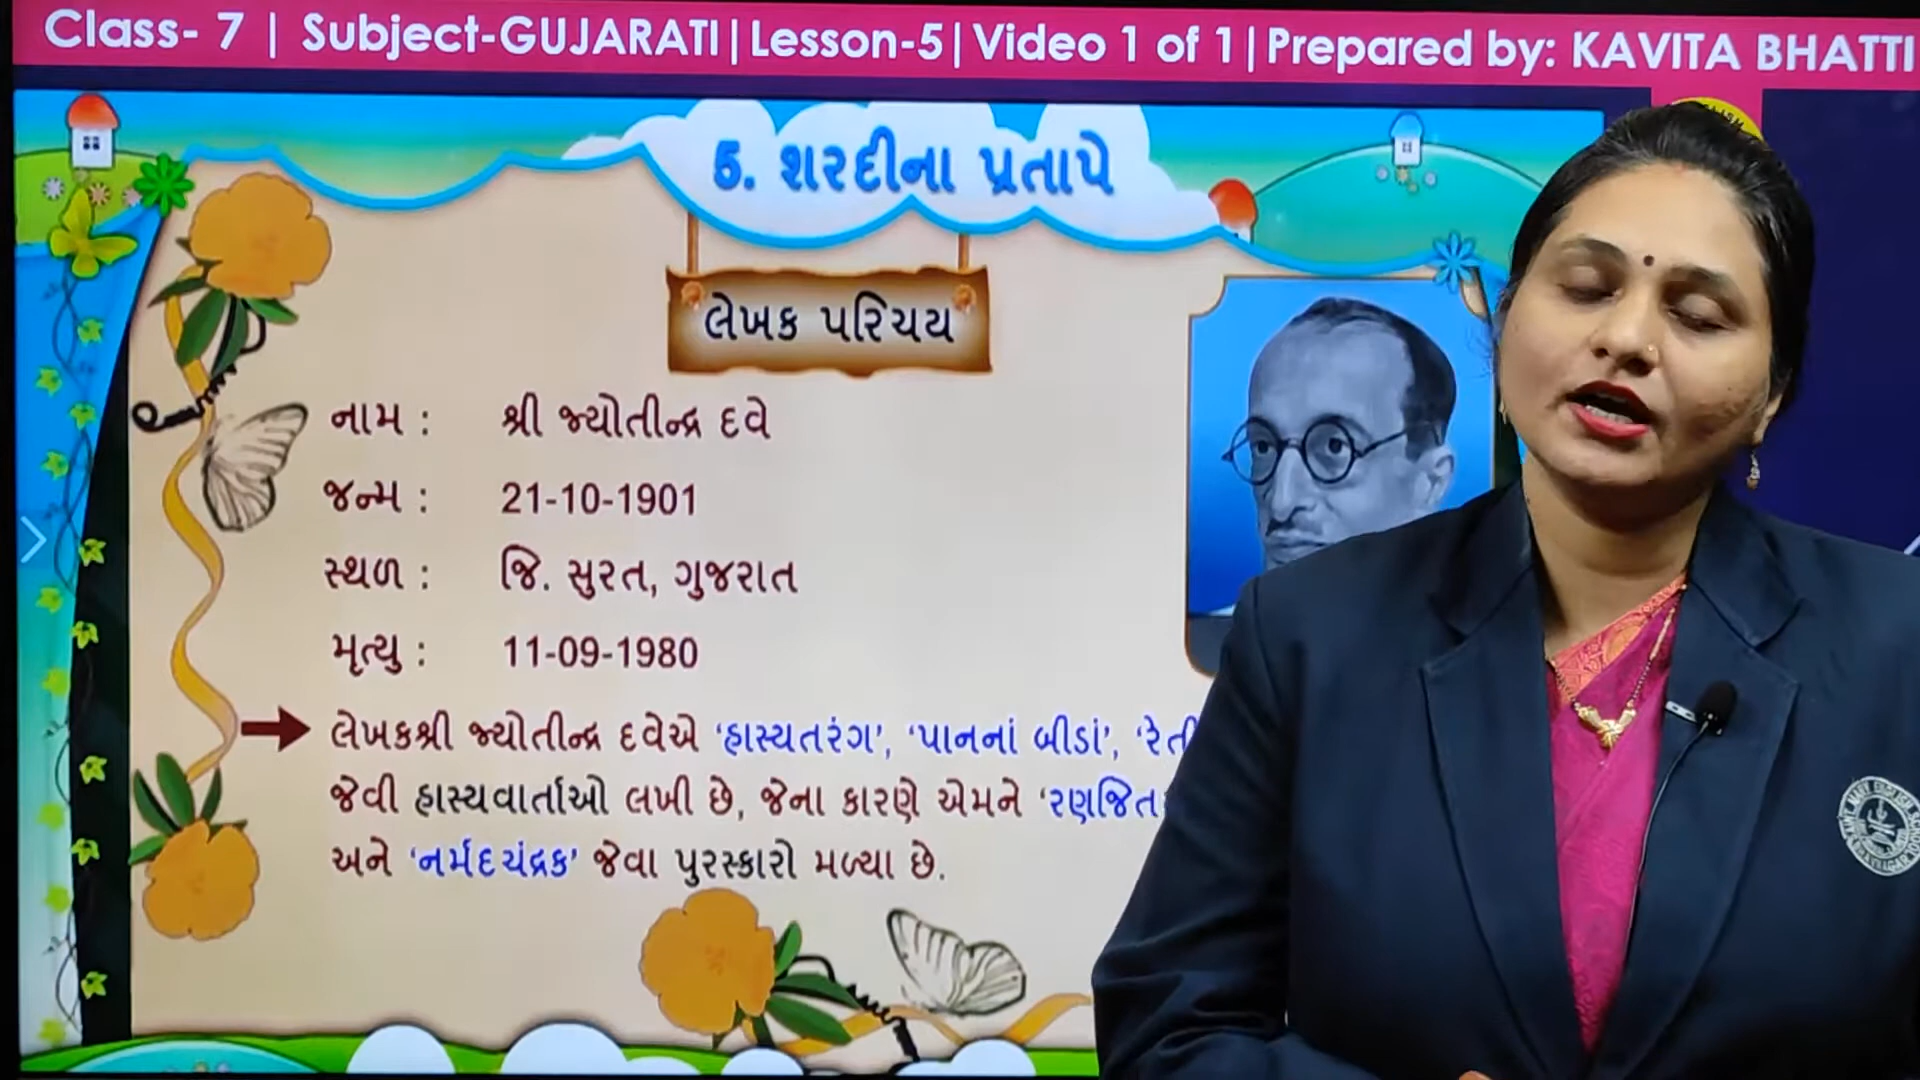 Class- 7 | Subject-GUJARATI| Lesson-5| Video 1 of 1| Prepared by: KAVITA BHATTI
5. શરદીના પ્રતાપે
લેખક પરિચય
નામ : શ્રી જ્યોતીન્દ્ર દવે
જન્મ : 21-10-1901
સ્થળ : જિ. સુરત, ગુજરાત
મૃત્યુ : 11-09-1980
લેખકશ્રી જ્યોતીન્દ્ર દવેએ ‘હાસ્યતરંગ’, ‘પાનનાં બીડાં’,
જેવી હાસ્યવાર્તાઓ લખી છે, જેના કારણે એમને
અને ‘નર્મદચંદ્રક’ જેવા પુરસ્કારો મળ્યા છે.